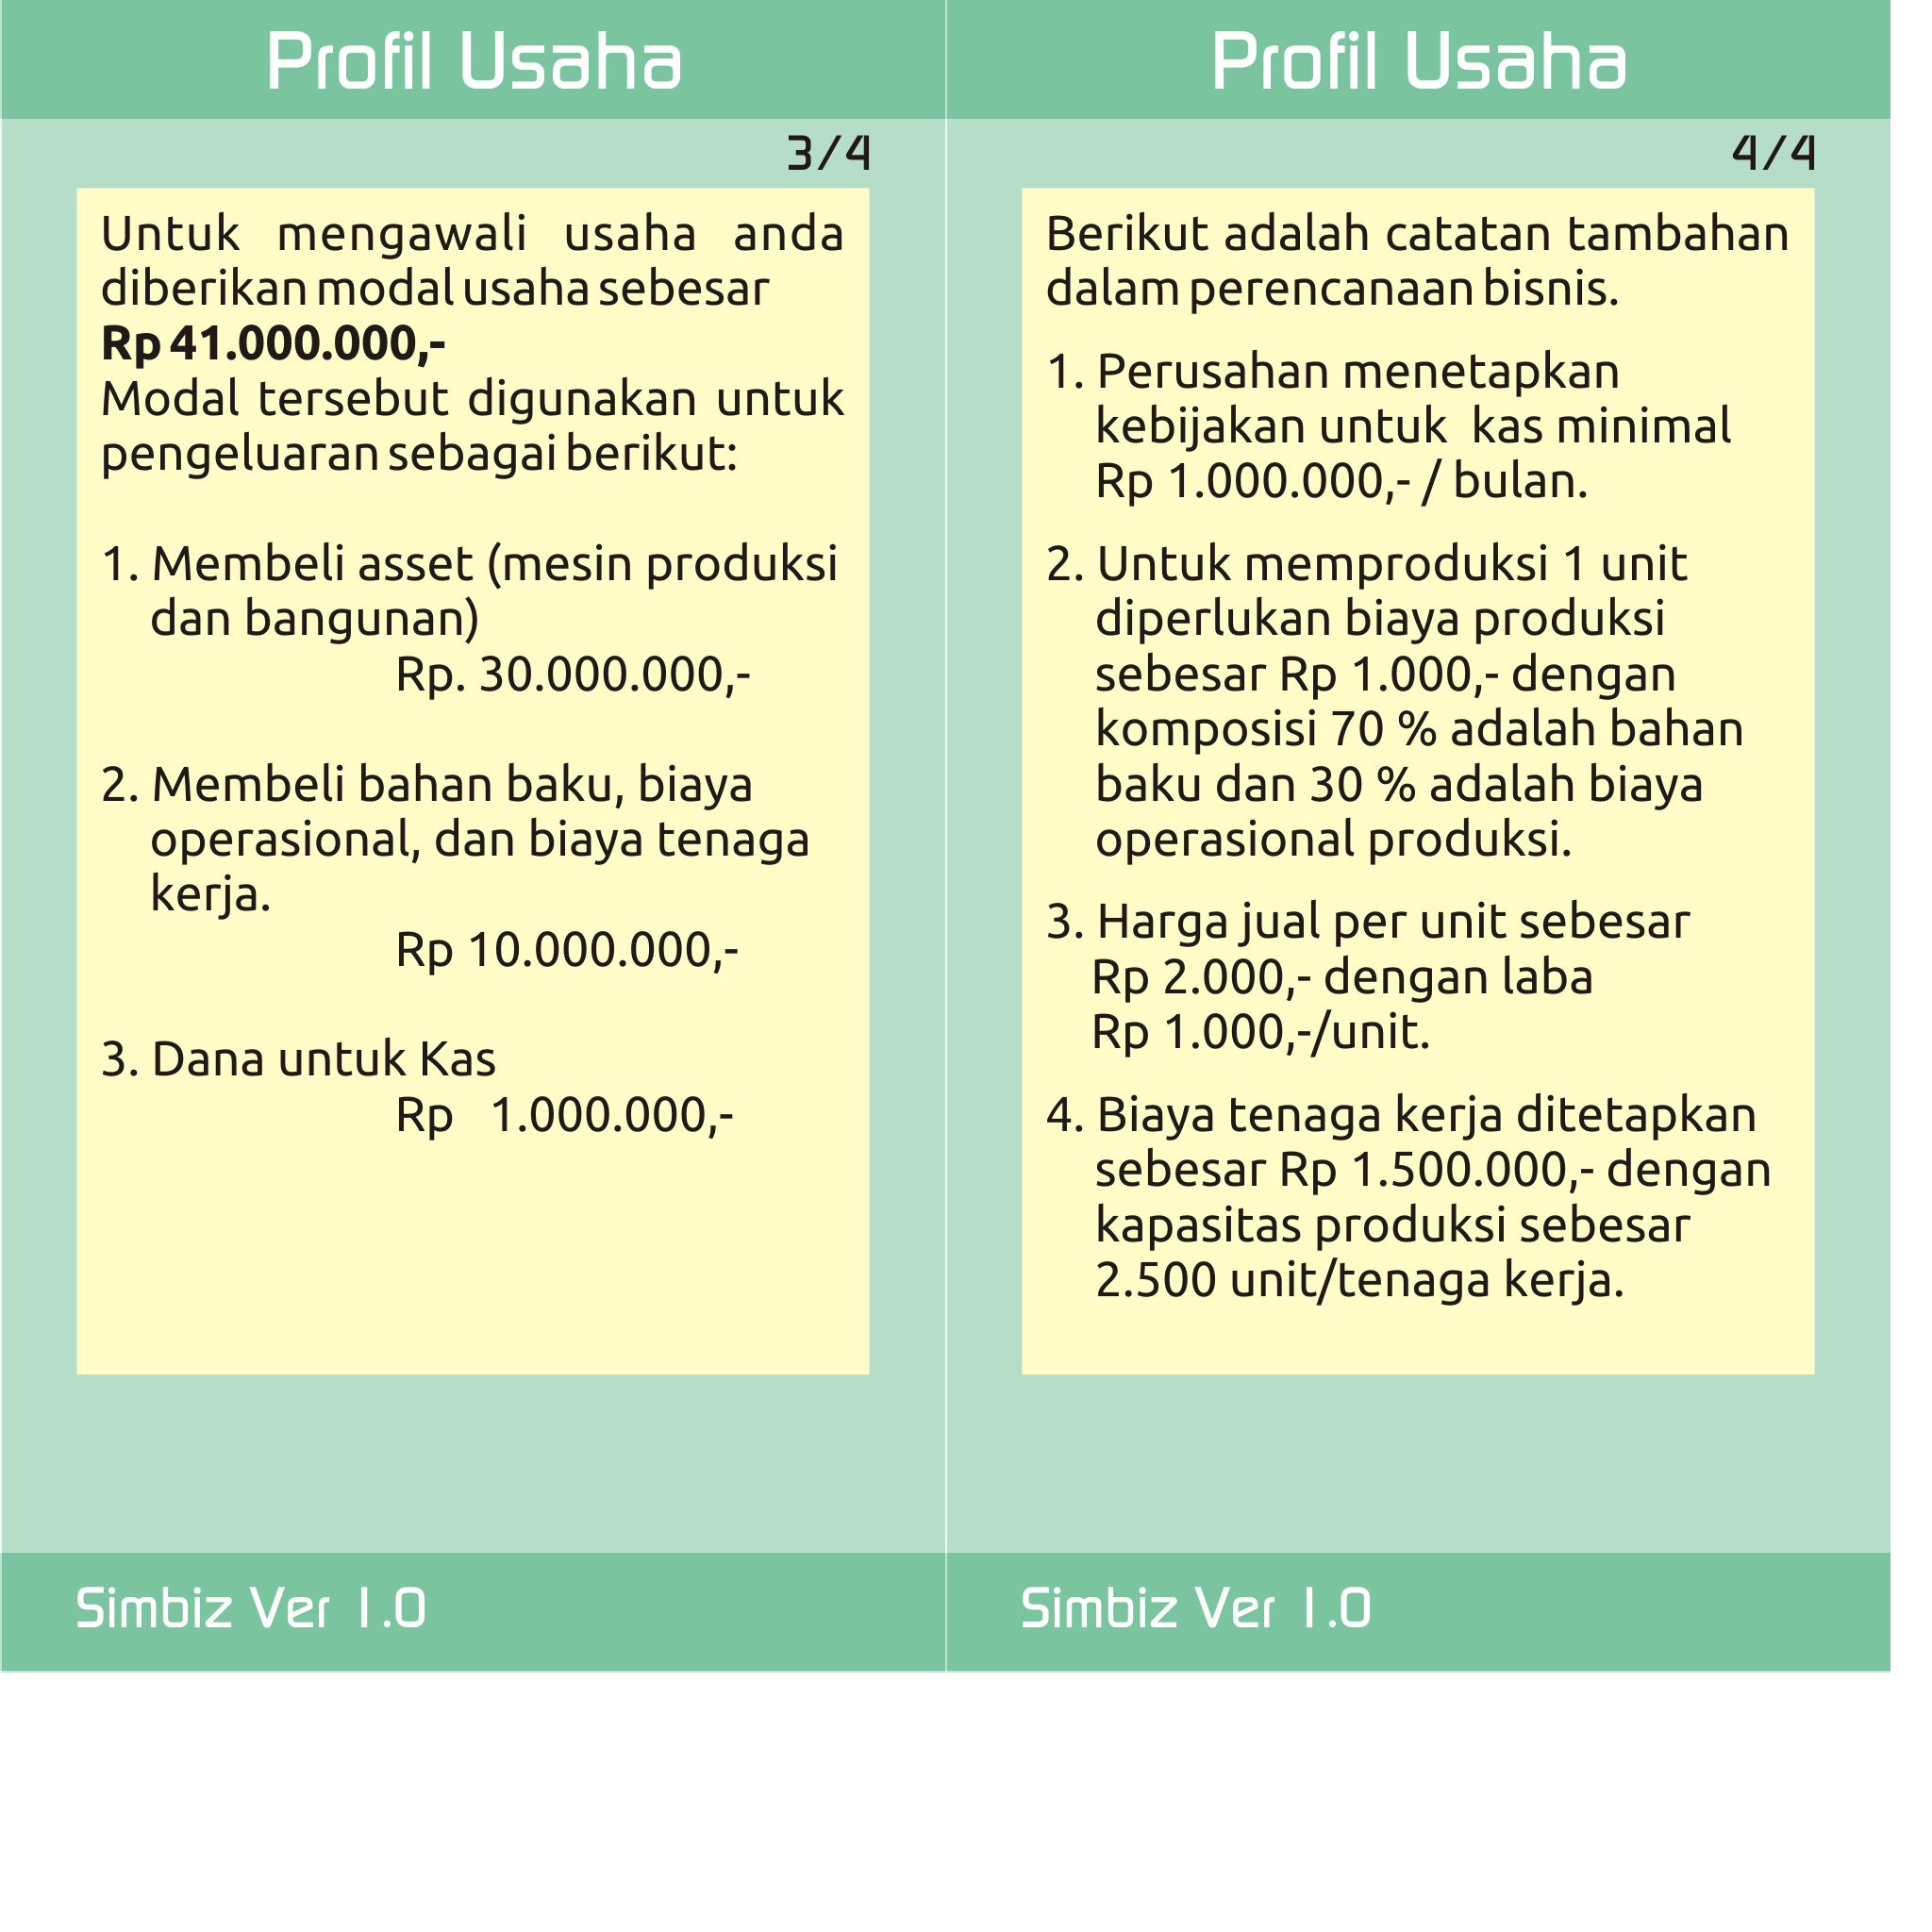 Profil Usaha
3/4
Untuk mengawali usaha anda
diberikan modal usaha sebesar
Rp 41.000.000,-
Modal tersebut digunakan untuk
pengeluaran sebagai berikut:
1. Membeli asset (mesin produksi
dan bangunan)
Rp. 30.000.000,-
2. Membeli bahan baku, biaya
operasional, dan biaya tenaga
kerja.
Rp 10.000.000,-
3. Dana untuk Kas
Rp 1.000.000,-
Simbiz Ver 1.0
Profil Usaha
4/4
Berikut adalah catatan tambahan
dalam perencanaan bisnis.
1. Perusahan menetapkan
kebijakan untuk kas minimal
Rp 1.000.000,- / bulan.
2. Untuk memproduksi 1 unit
diperlukan biaya produksi
sebesar Rp 1.000,- dengan
komposisi 70 % adalah bahan
baku dan 30 % adalah biaya
operasional produksi.
3. Harga jual per unit sebesar
Rp 2.000,- dengan laba
Rp 1.000,-/unit.
4. Biaya tenaga kerja ditetapkan
sebesar Rp 1.500.000,- dengan
kapasitas produksi sebesar
2.500 unit/tenaga kerja.
Simbiz Ver 1.0